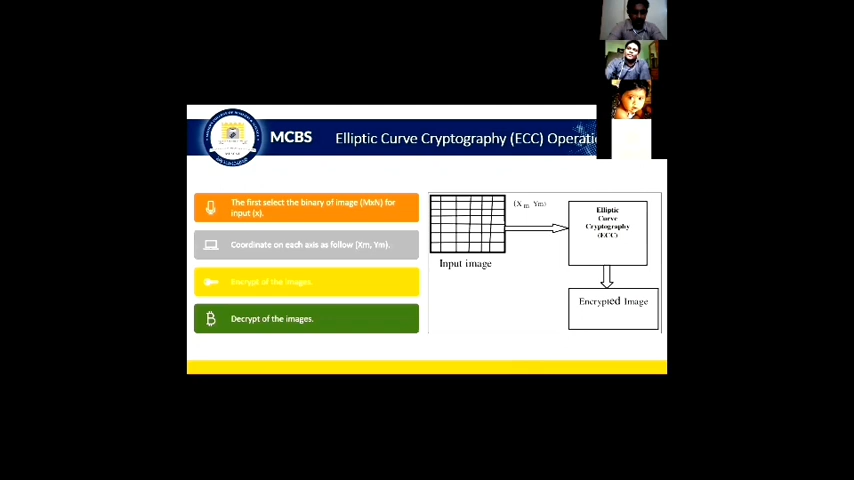 MCBS
Elliptic Curve Cryptography (ECC) Operati
The first select the binary of image (MxN) for
input (x).
Coordinate on each axis as follow (Xm, Ym).
Encrypt of the images.
Decrypt of the images.
(X m, Ym)
Elliptic
Curve
Cryptography
(ECC)
Input image
Encrypted Image